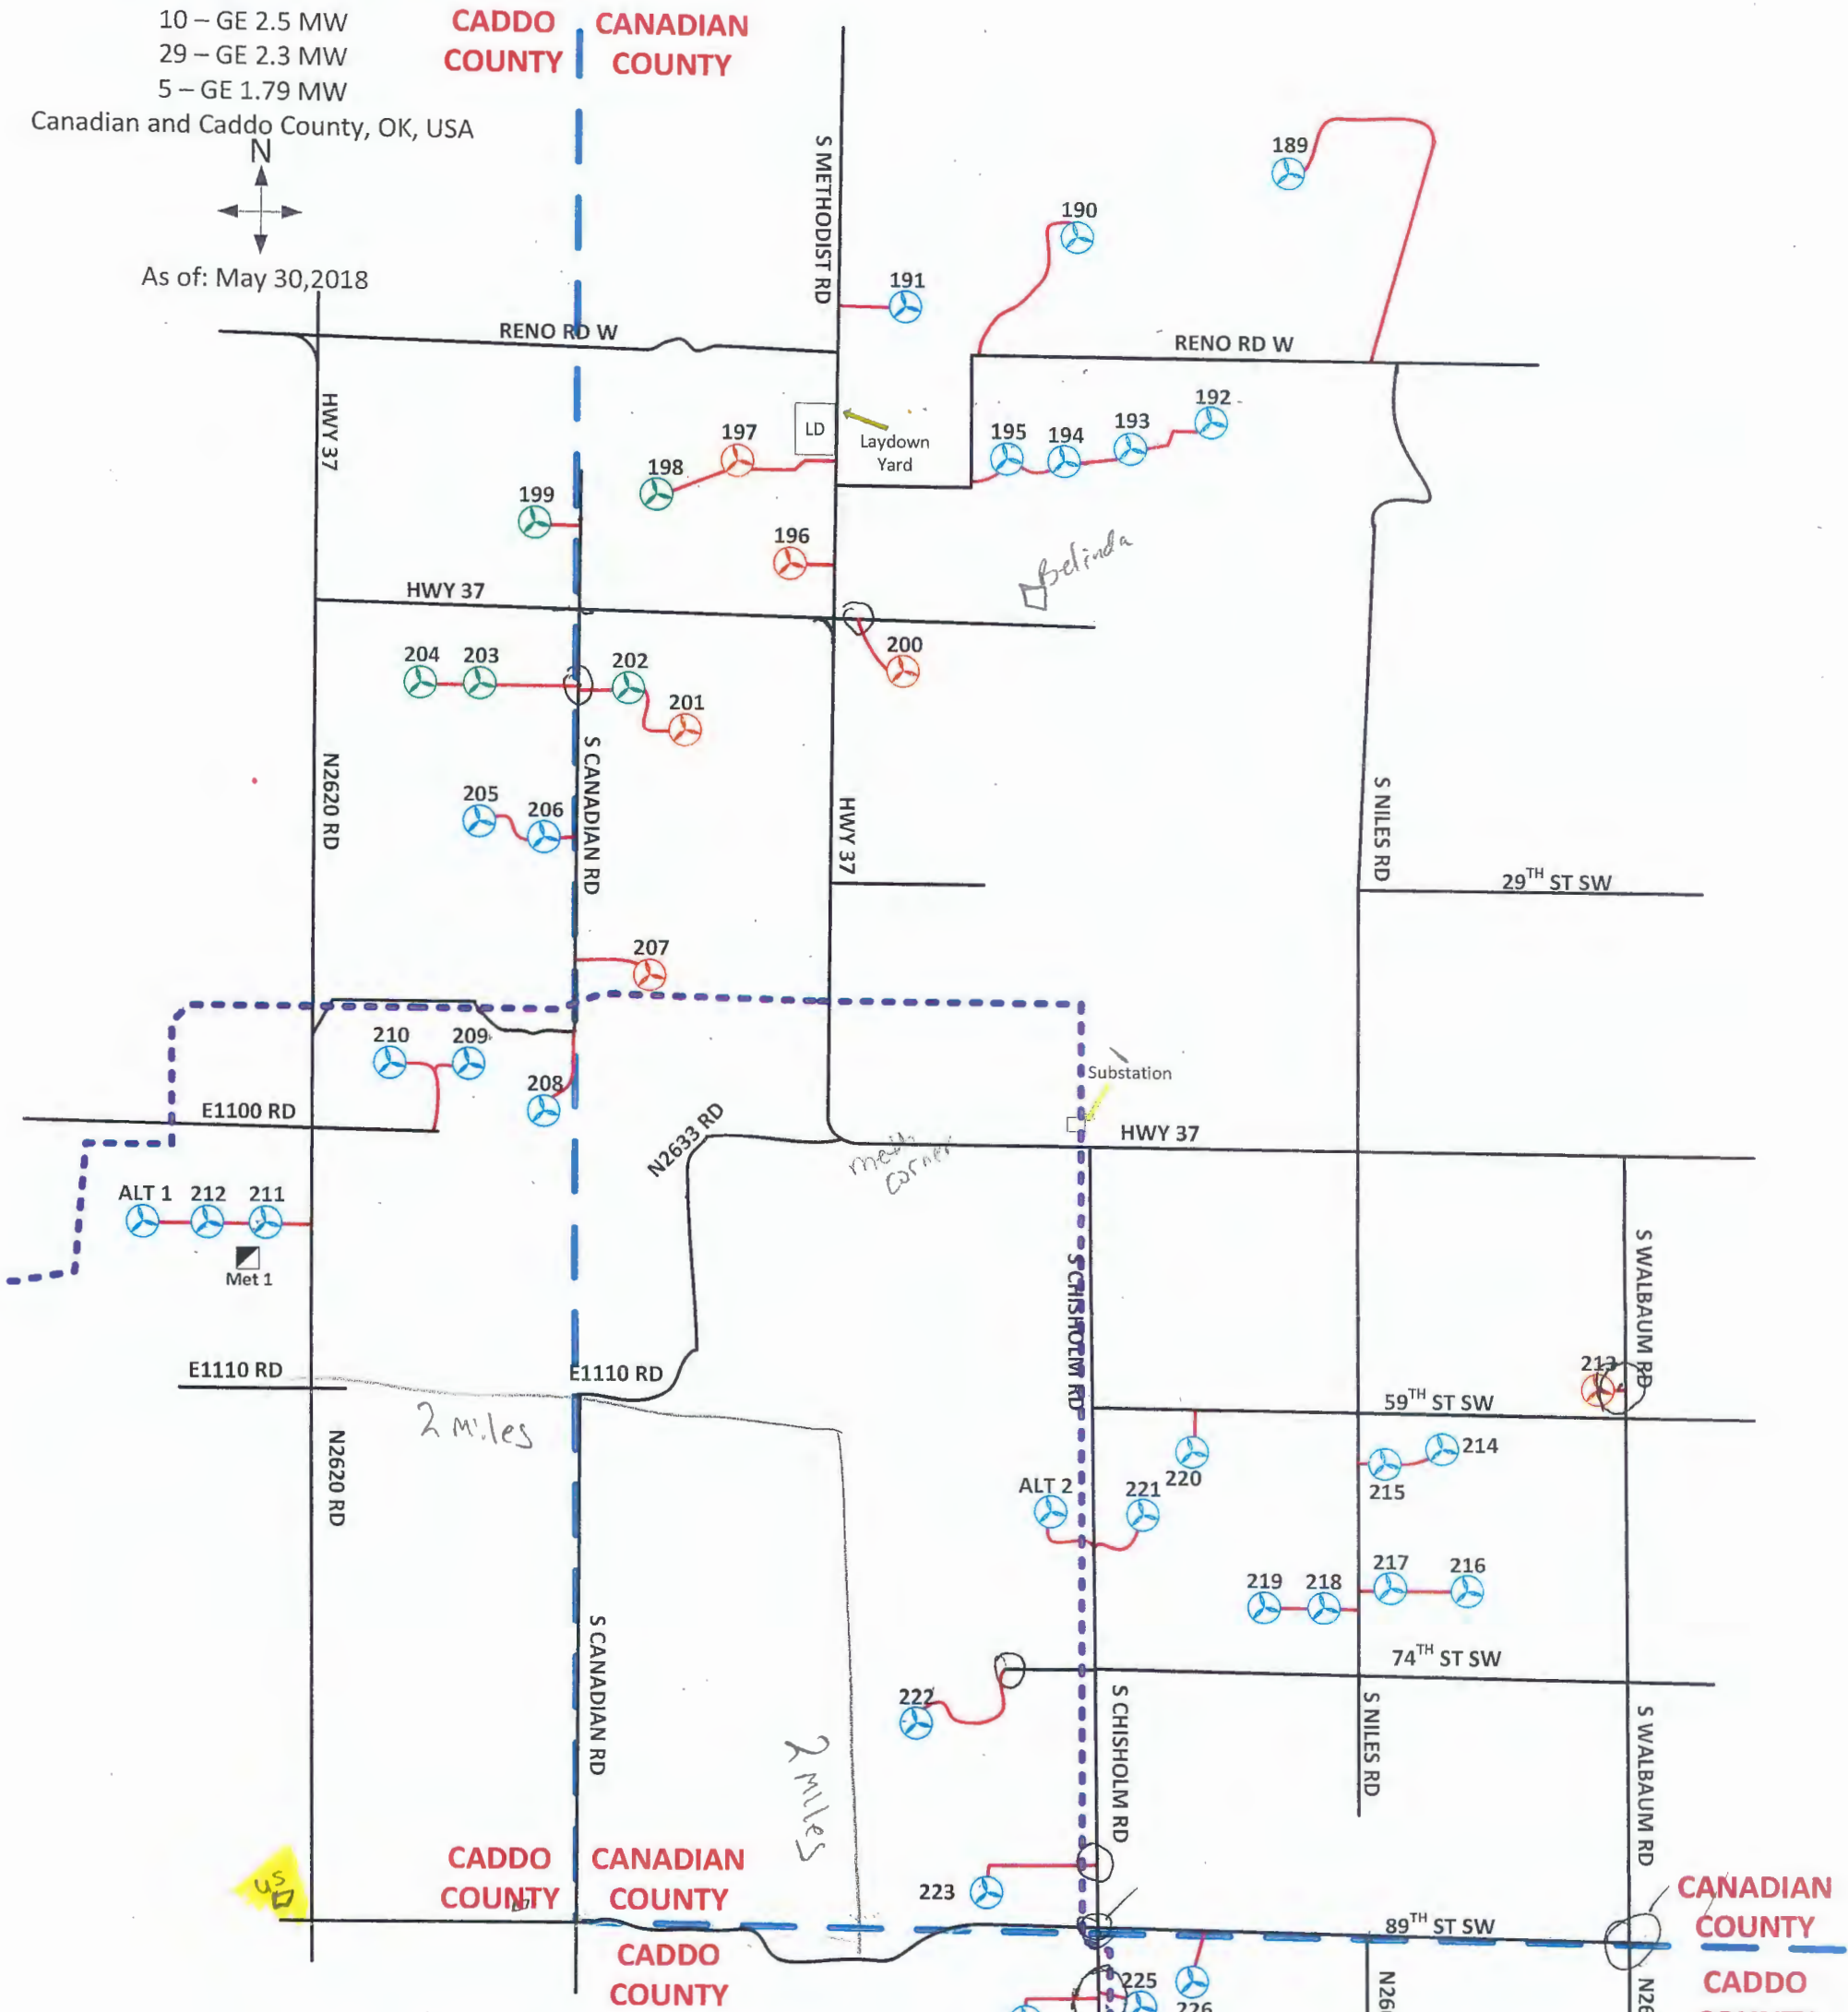 10 – GE 2.5 MW
29 – GE 2.3 MW
5 – GE 1.79 MW
Canadian and Caddo County, OK, USA
N
As of: May 30,2018
CADDO COUNTY
CANADIAN COUNTY
S METHODIST RD
189
190
191
RENO RD W
RENO RD W
HWY 37
192
193
194
195
LD
Laydown
Yard
197
198
199
196
Belinda
HWY 37
200
204
203
202
201
N2620 RD
S CANADIAN RD
205
206
HWY 37
S NILES RD
29TH ST SW
207
210
209
208
Substation
E1100 RD
N2633 RD
HWY 37
meth
corner
ALT 1
212
211
Met 1
S CHISHOLM RD
S WALBAUM RD
E1110 RD
E1110 RD
213
59TH ST SW
2 miles
N2620 RD
214
215
220
ALT 2
221
219
218
217
216
S CANADIAN RD
74TH ST SW
222
2 miles
S CHISHOLM RD
S NILES RD
S WALBAUM RD
CADDO COUNTY
CANADIAN COUNTY
us
223
CANADIAN
COUNTY
89TH ST SW
CADDO
COUNTY
225
226
N26
N26
CADDO